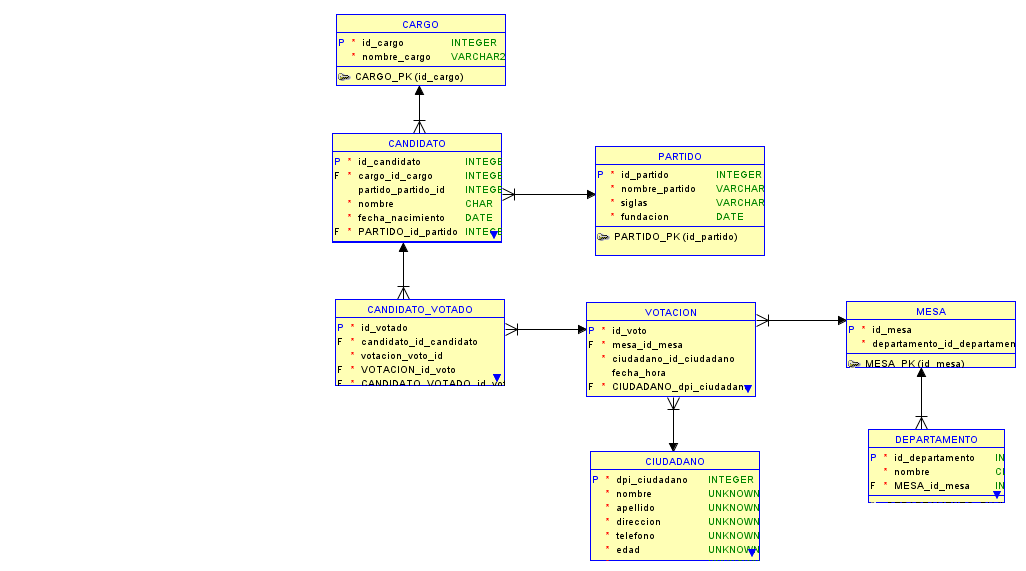 CARGO
P * id_cargo INTEGER
* nombre_cargo VARCHAR2
CARGO_PK (id_cargo)
CANDIDATO
P * id_candidato INTEGE
F * cargo_id_cargo INTEGE
partido_partido_id INTEGE
* nombre CHAR
* fecha_nacimiento DATE
F * PARTIDO_id_partido INTEGE
PARTIDO
P * id_partido INTEGER
* nombre_partido VARCHAR
* siglas VARCHAR
* fundacion DATE
PARTIDO_PK (id_partido)
CANDIDATO_VOTADO
P * id_votado
F * candidato_id_candidato
* votacion_voto_id
F * VOTACION_id_voto
F * CANDIDATO_VOTADO_id_vo
VOTACION
P * id_voto
F * mesa_id_mesa
* ciudadano_id_ciudadano
fecha_hora
F * CIUDADANO_dpi_ciudadan
MESA
P * id_mesa
* departamento_id_departamen
MESA_PK (id_mesa)
DEPARTAMENTO
P * id_departamento IN
* nombre CI
F * MESA_id_mesa IN
CIUDADANO
P * dpi_ciudadano INTEGER
* nombre UNKNOWN
* apellido UNKNOWN
* direccion UNKNOWN
* telefono UNKNOWN
* edad UNKNOWN